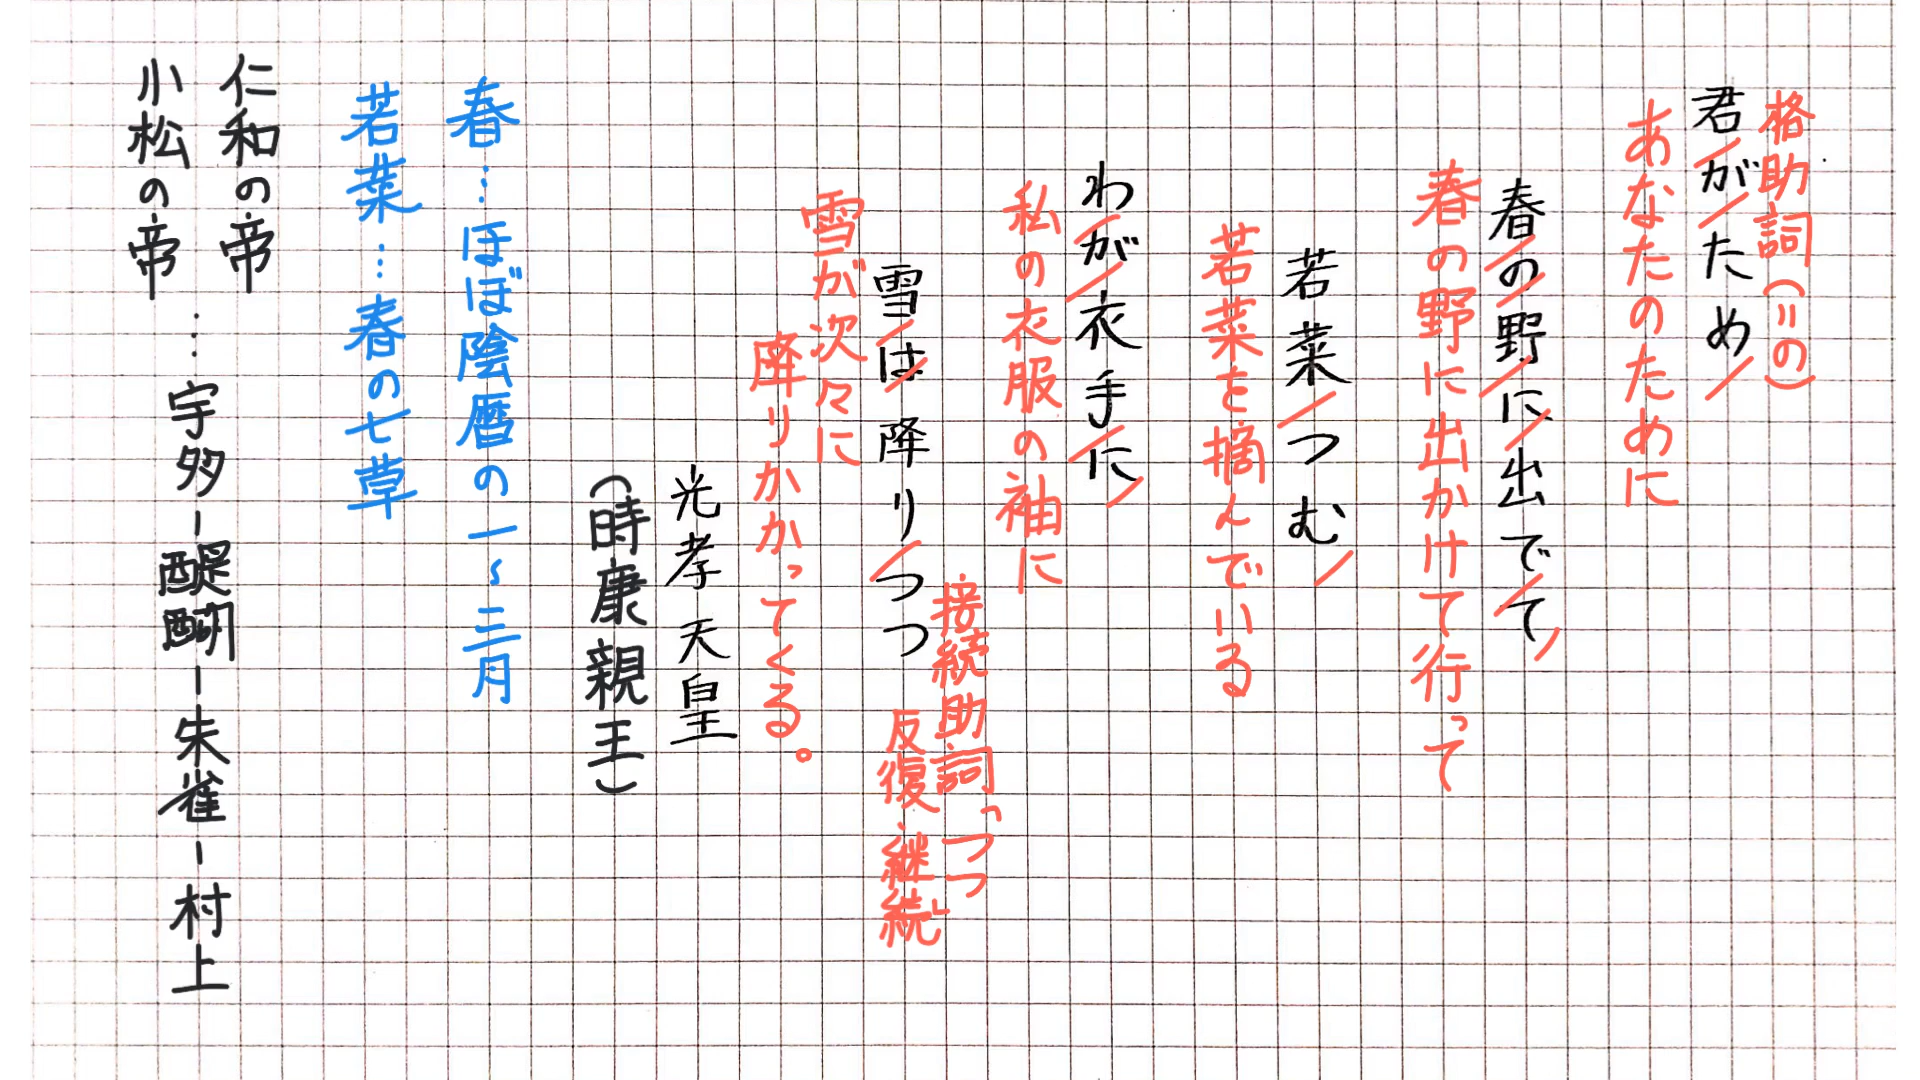 格助詞(=の)
君/が/ため/
あなたのために
春/の/野/に/出で/て/
春の野に出かけて行って
若菜/つむ/
若菜を摘んでいる
わ/が/衣手/に/
私の衣服の袖に
接続助詞「つつ」
反復・継続
雪/は/降り/つつ
雪が次々に
降りかかってくる。
光孝天皇
(時康親王)
春…ほぼ陰暦の一~三月
若菜…春の七草
仁和の帝
小松の帝
…宇多-醍醐-朱雀-村上